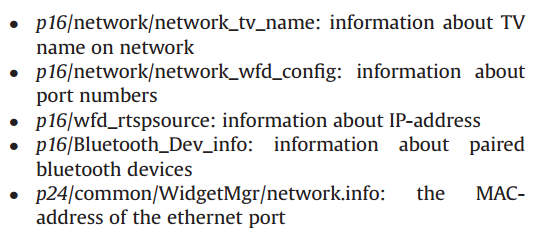 • p16/network/network_tv_name: information about TV
name on network
• p16/network/network_wfd_config: information about
port numbers
• p16/wfd_rtspsource: information about IP-address
• p16/Bluetooth_Dev_info: information about paired
bluetooth devices
• p24/common/WidgetMgr/network.info: the MAC-
address of the ethernet port